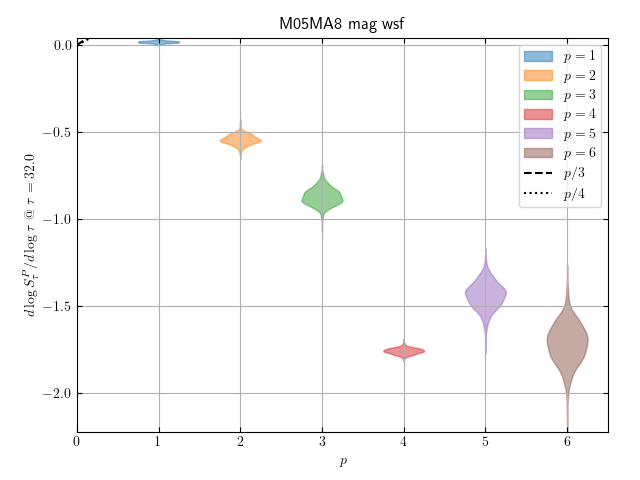 M05MA8 mag wsf
d log S_τ^P / d log τ @ τ = 32.0
0.0
−0.5
−1.0
−1.5
−2.0
p = 1
p = 2
p = 3
p = 4
p = 5
p = 6
p/3
p/4
0 1 2 3 4 5 6
p